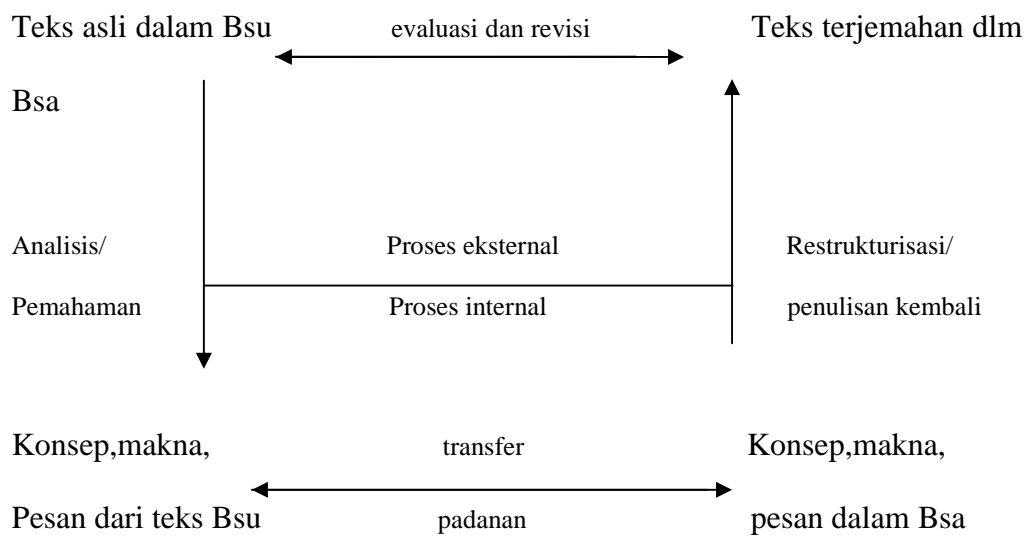 Teks asli dalam Bsu evaluasi dan revisi Teks terjemahan dlm
Bsa
Analisis/ Proses eksternal Restrukturisasi/
Pemahaman Proses internal penulisan kembali
Konsep,makna, transfer Konsep,makna,
Pesan dari teks Bsu padanan pesan dalam Bsa